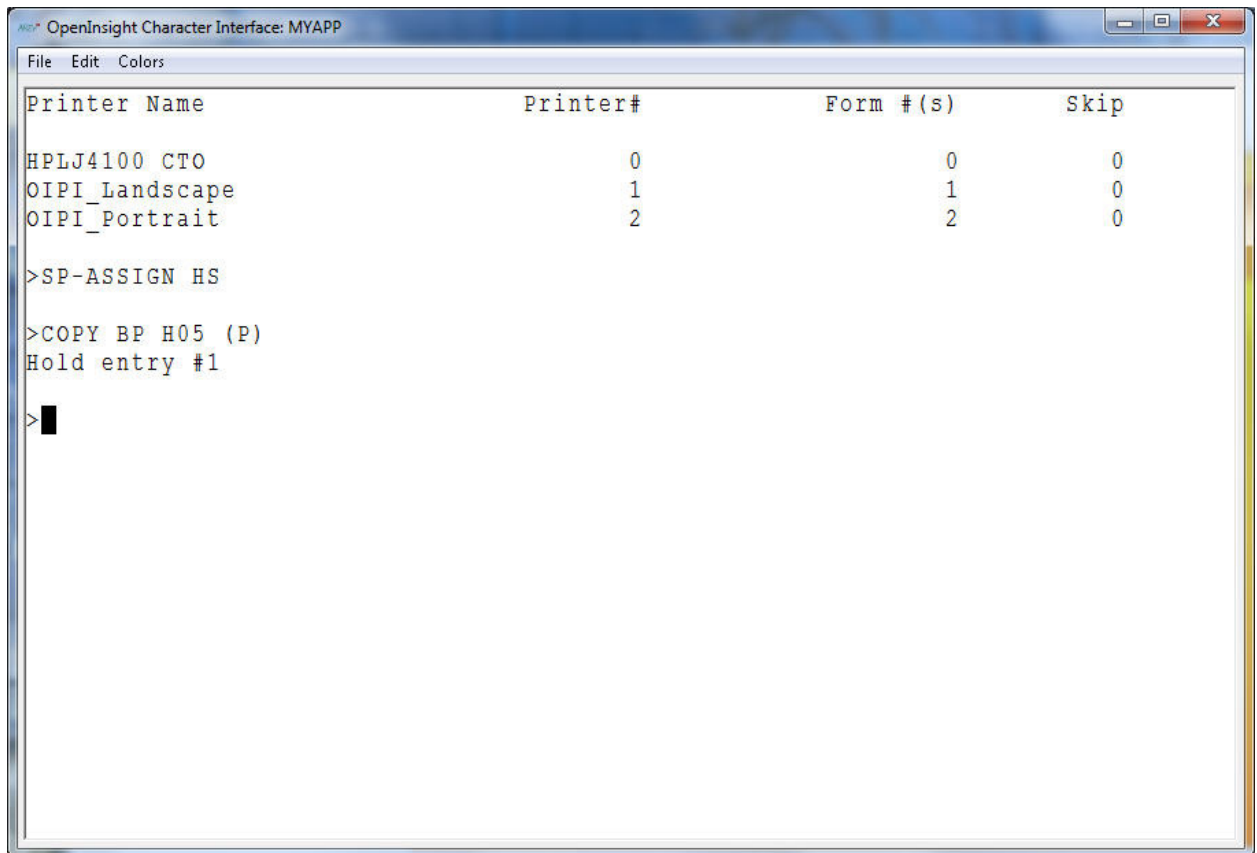 OpenInsight Character Interface: MYAPP
File Edit Colors
Printer Name Printer# Form #(s) Skip
HPLJ4100 CTO 0 0 0
OIPI_Landscape 1 1 0
OIPI_Portrait 2 2 0
>SP-ASSIGN HS
>COPY BP H05 (P)
Hold entry #1
>